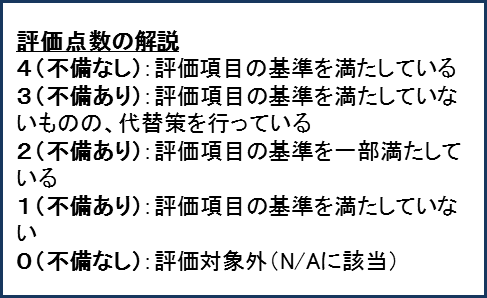 評価点数の解説
４（不備なし）：評価項目の基準を満たしている
３（不備あり）：評価項目の基準を満たしていな
いものの、代替策を行っている
２（不備あり）：評価項目の基準を一部満たして
いる
１（不備あり）：評価項目の基準を満たしていな
い
０（不備なし）：評価対象外（N/Aに該当）